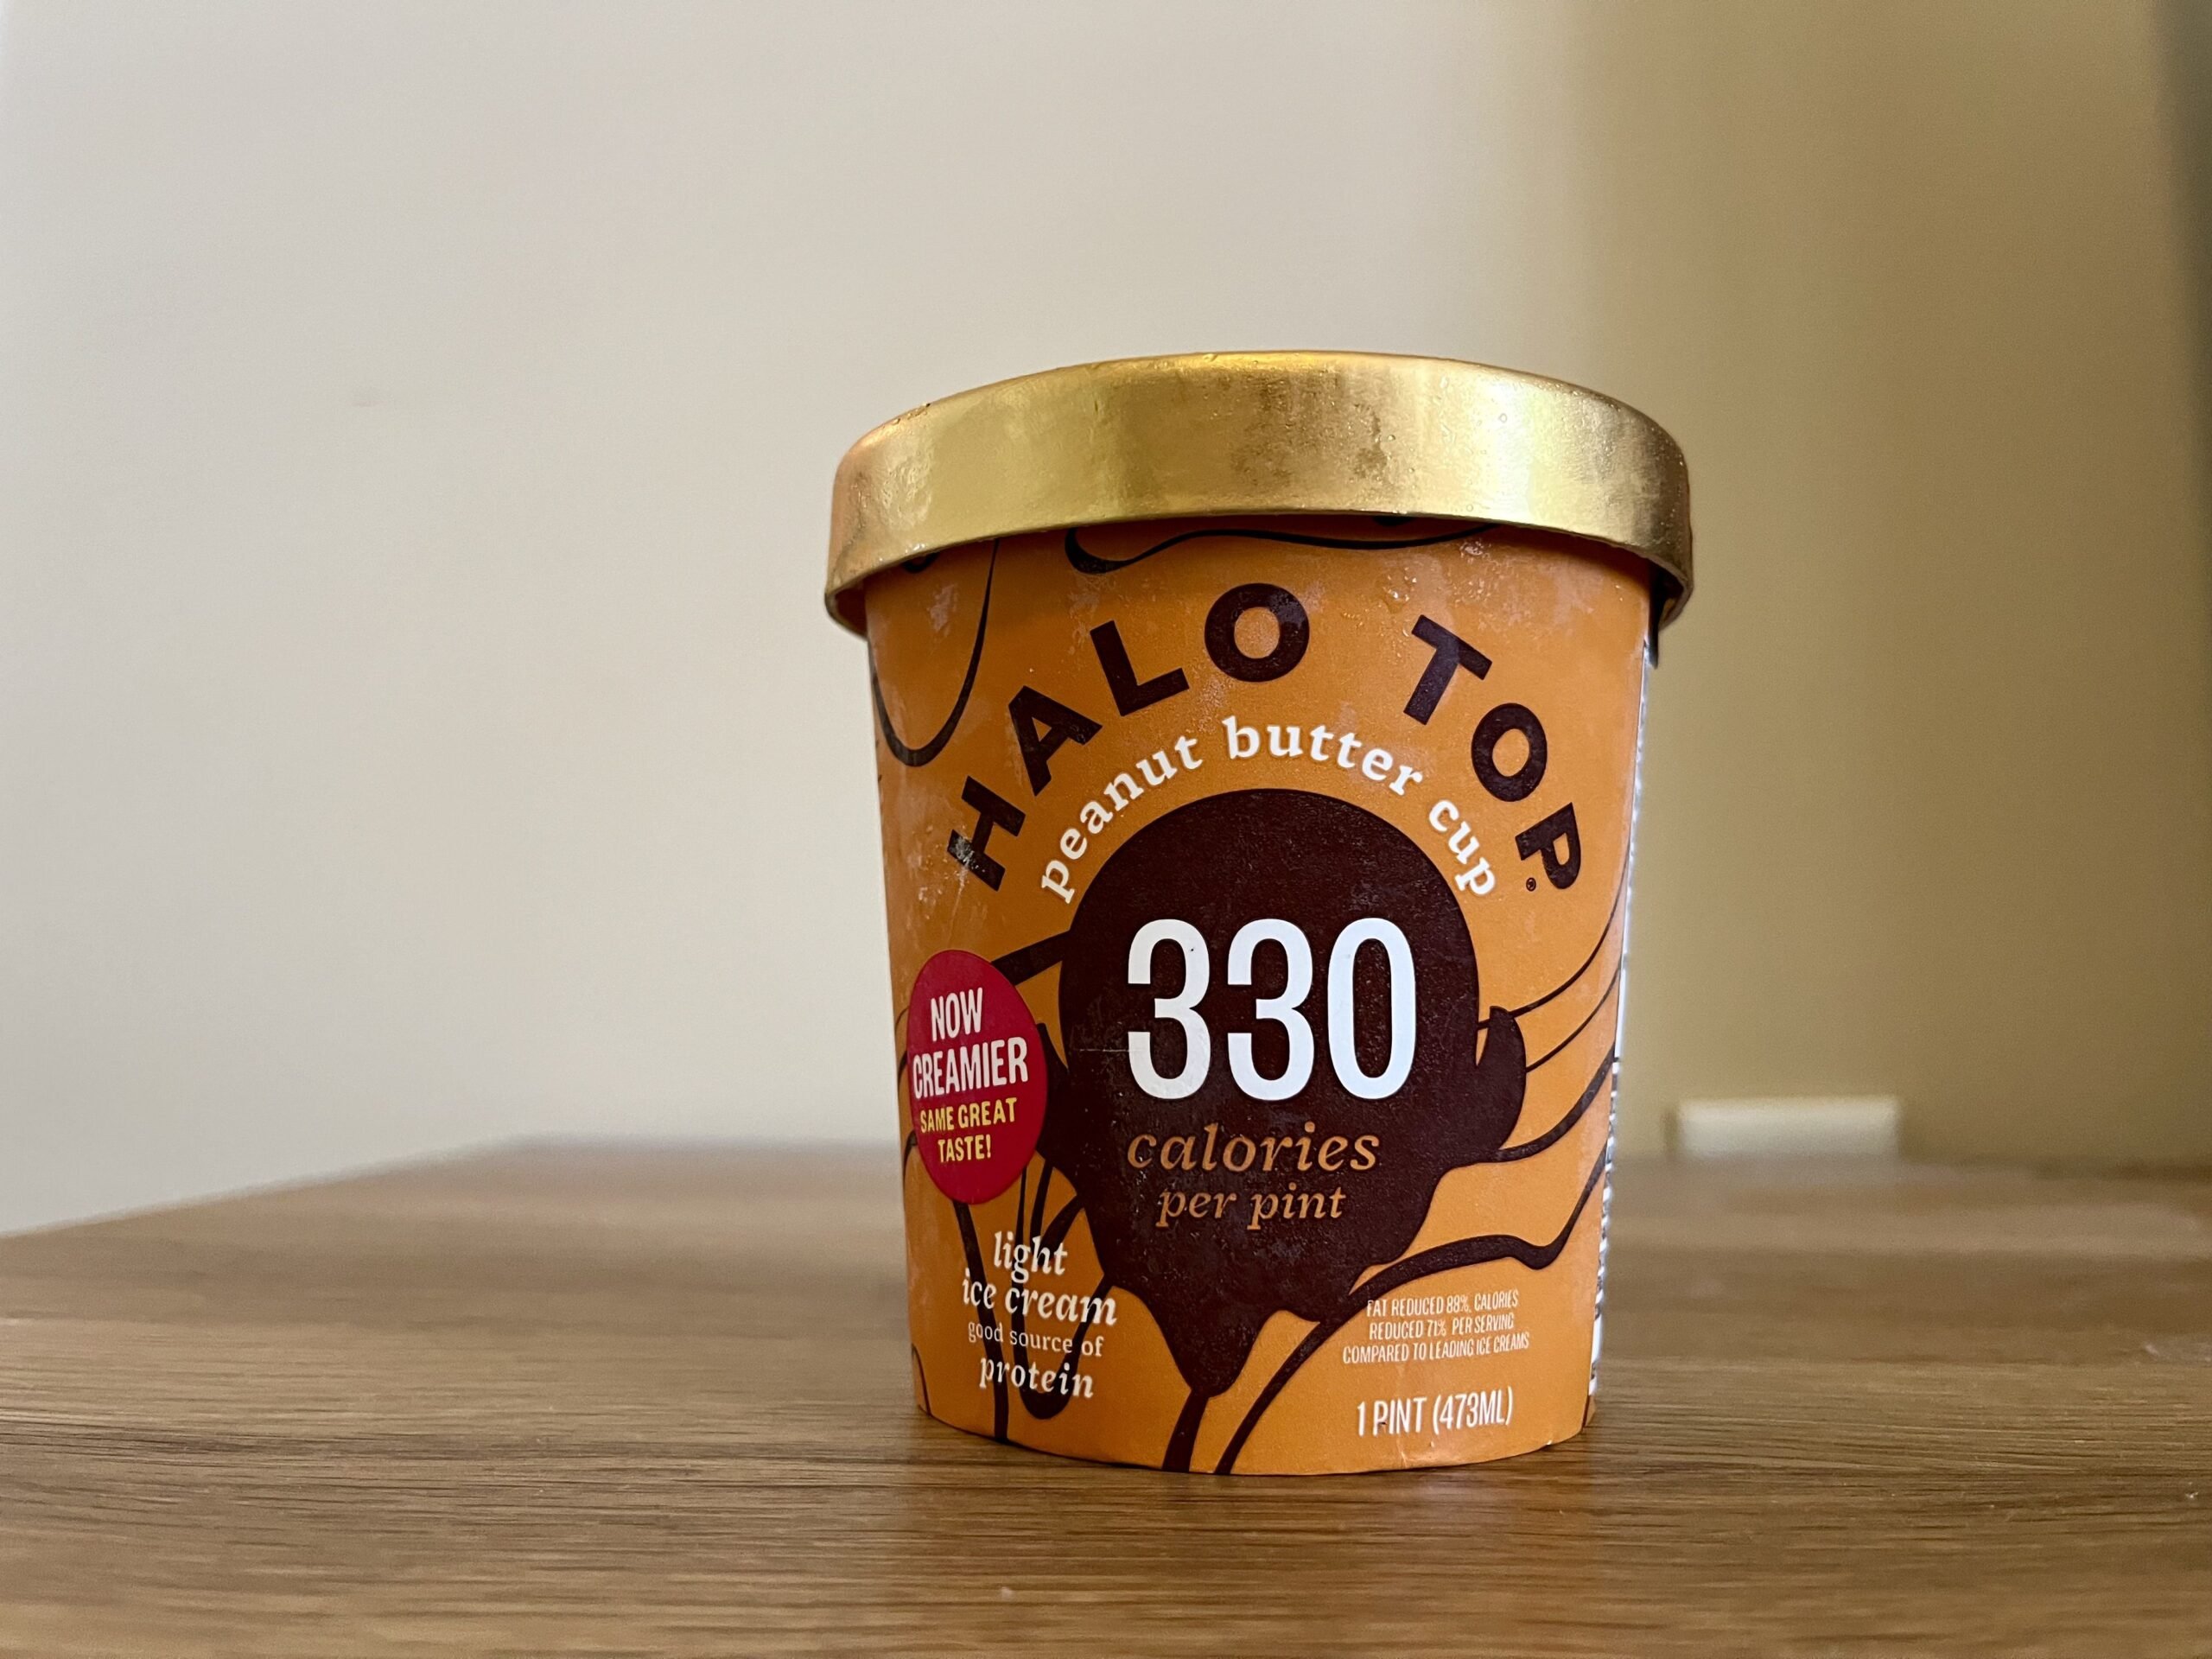 HALO TOP®
peanut butter cup
330
calories
per pint
NOW
CREAMIER
SAME GREAT
TASTE!
light
ice cream
good source of
protein
FAT REDUCED 88%, CALORIES
REDUCED 71% PER SERVING
COMPARED TO LEADING ICE CREAMS
1 PINT (473ML)